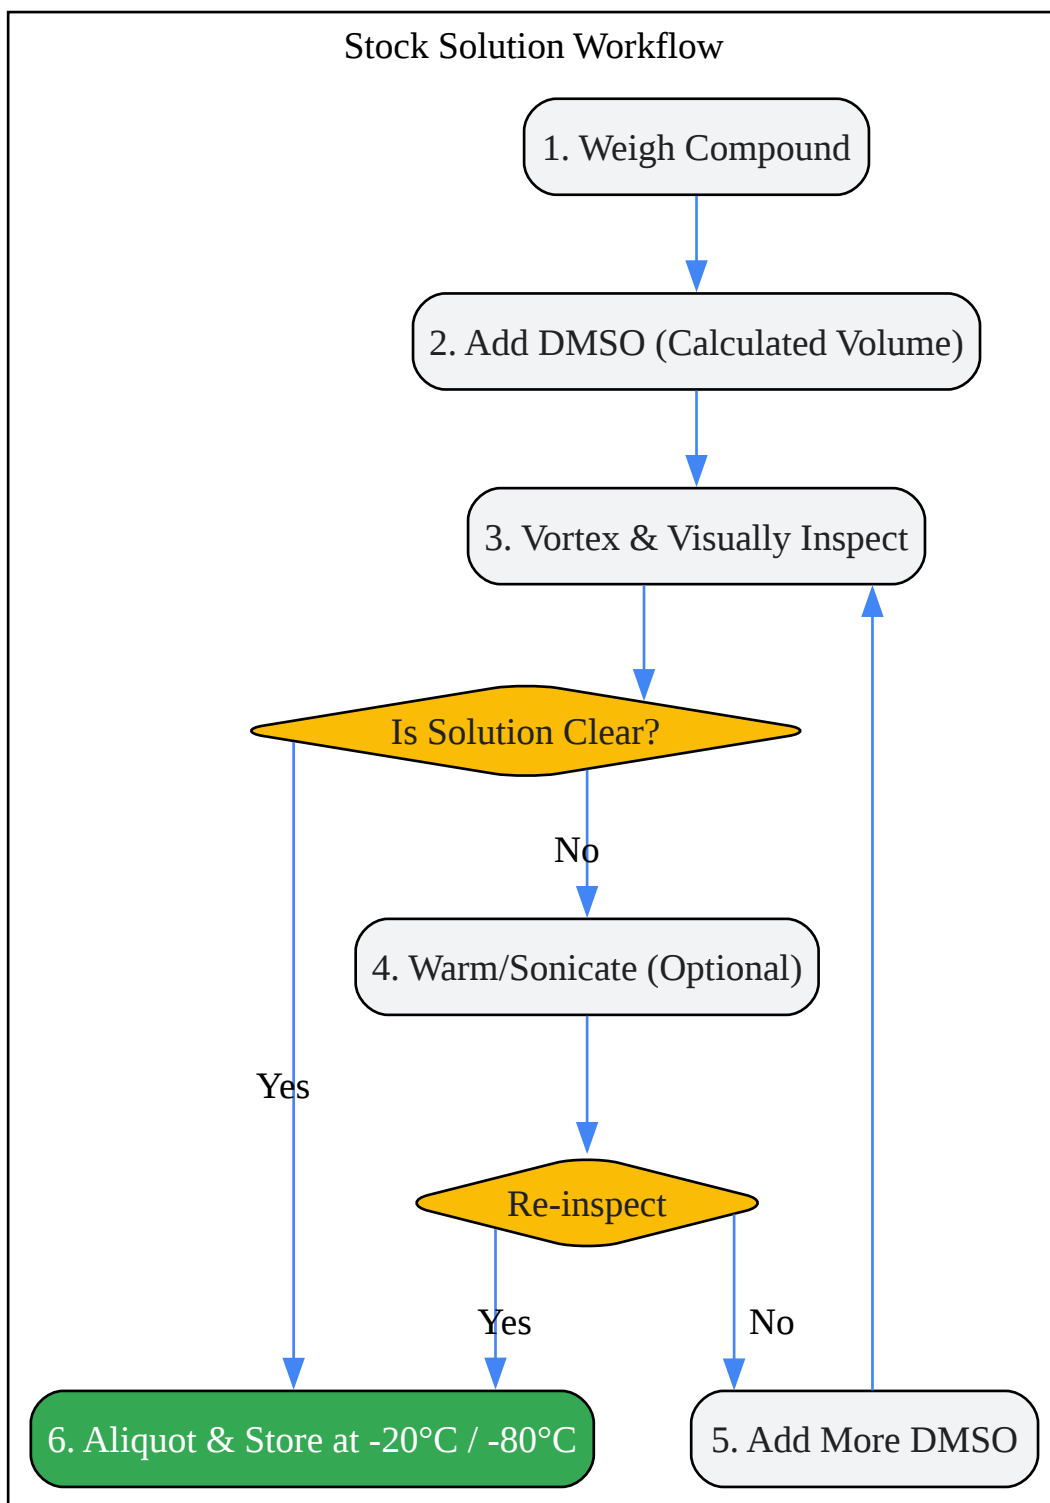 Stock Solution Workflow
1. Weigh Compound
2. Add DMSO (Calculated Volume)
3. Vortex & Visually Inspect
Is Solution Clear?
No
4. Warm/Sonicate (Optional)
Yes
Re-inspect
Yes
No
6. Aliquot & Store at -20°C / -80°C
5. Add More DMSO